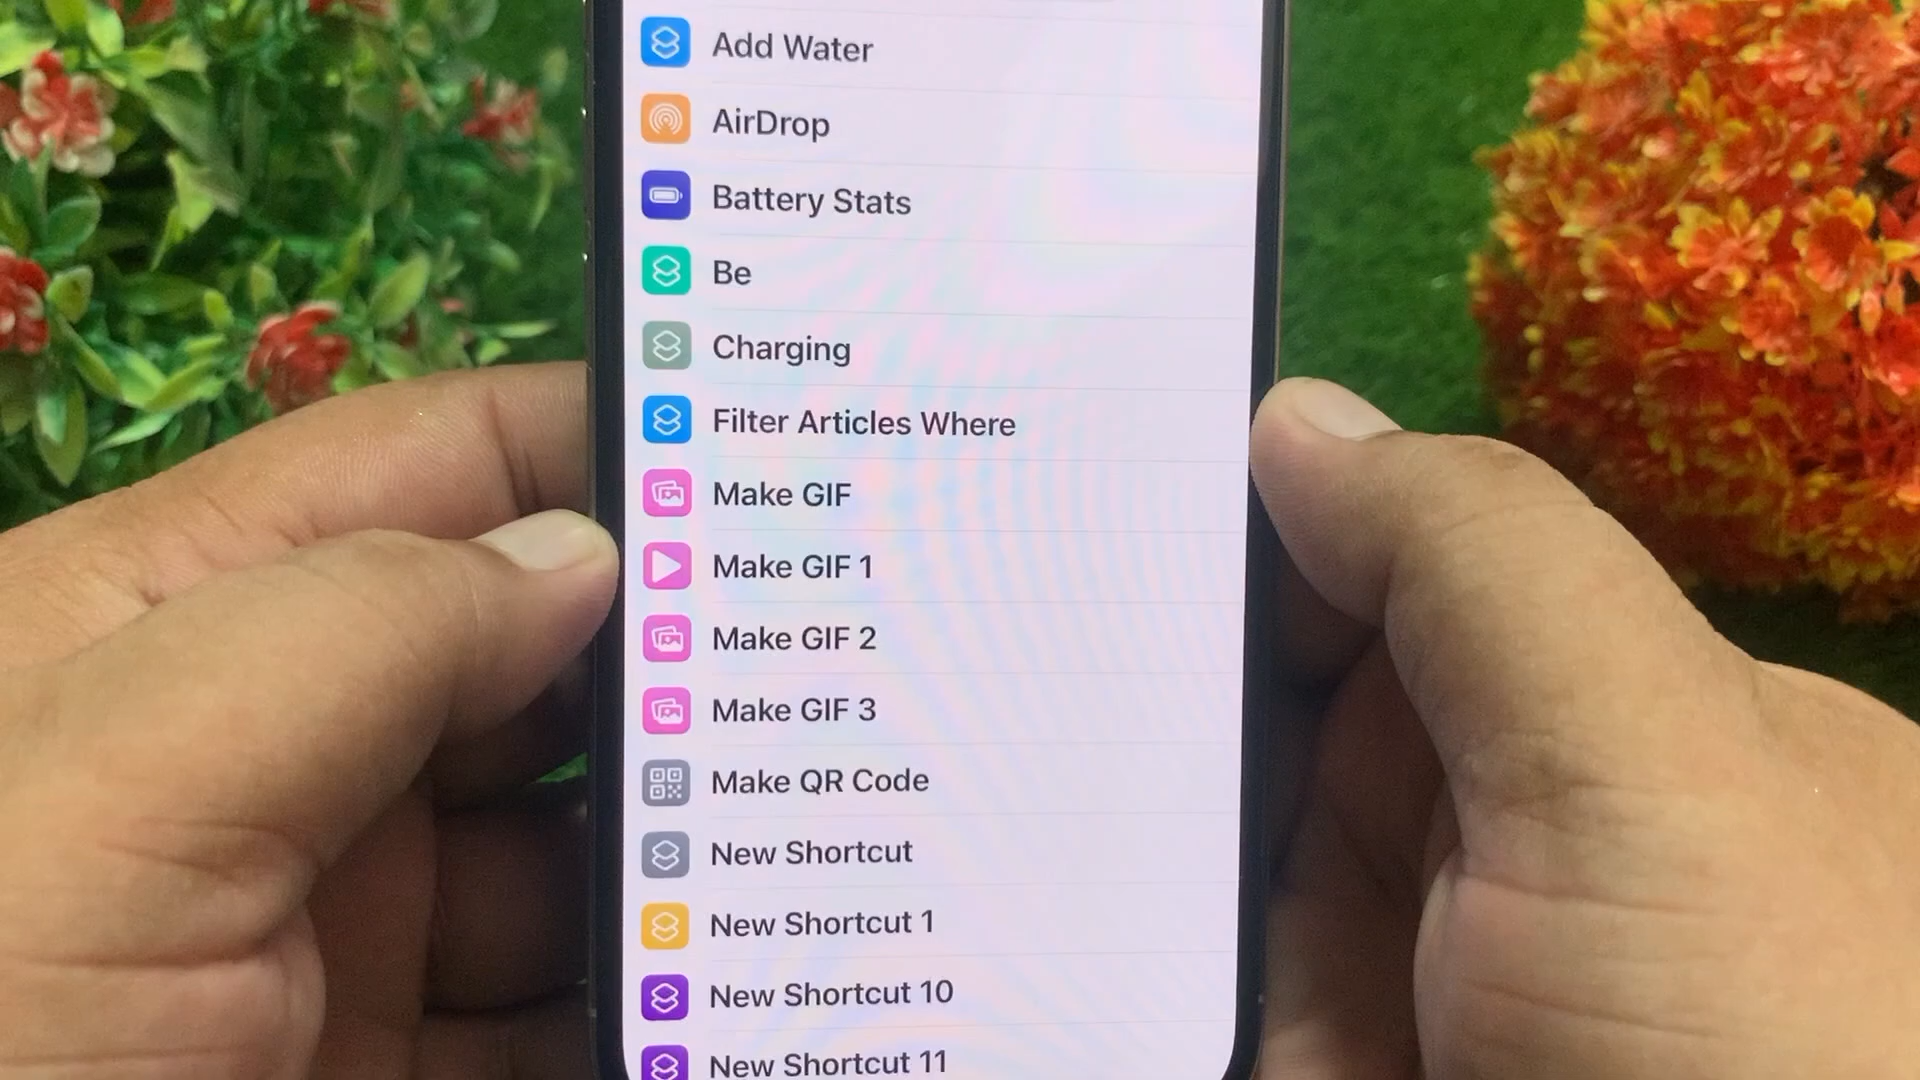 Add Water
AirDrop
Battery Stats
Be
Charging
Filter Articles Where
Make GIF
Make GIF 1
Make GIF 2
Make GIF 3
Make QR Code
New Shortcut
New Shortcut 1
New Shortcut 10
New Shortcut 11